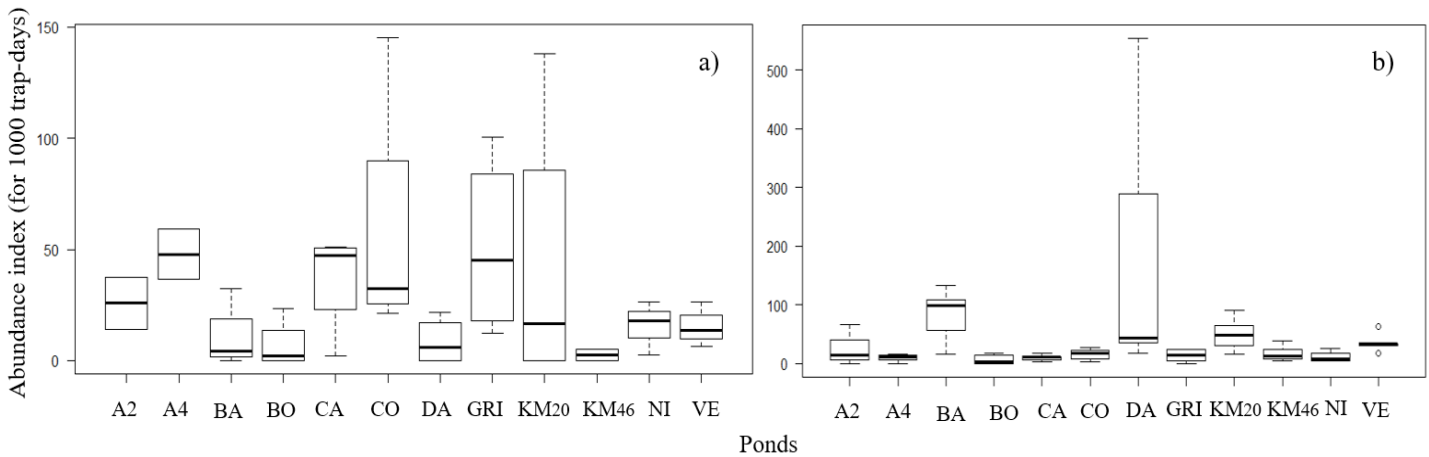 Abundance index (for 1000 trap-days)
150
100
50
0
a)
A2 A4 BA BO CA CO DA GRI KM20 KM46 NI VE
500
400
300
200
100
0
b)
A2 A4 BA BO CA CO DA GRI KM20 KM46 NI VE
Ponds